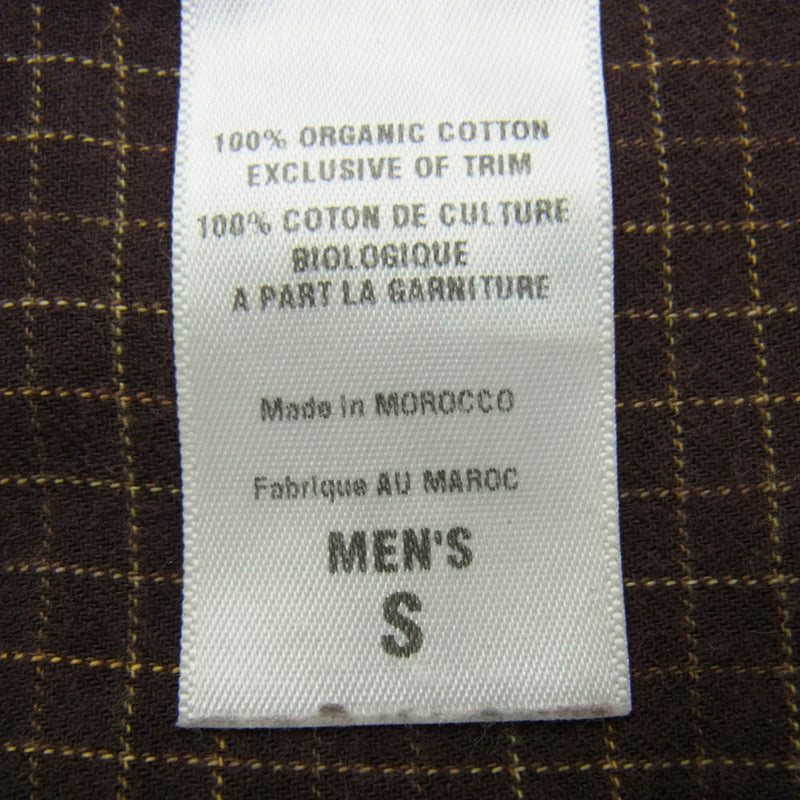 100% ORGANIC COTTON
EXCLUSIVE OF TRIM
100% COTON DE CULTURE
BIOLOGIQUE
A PART LA GARNITURE
Made in MOROCCO
Fabrique AU MAROC
MEN'S
S